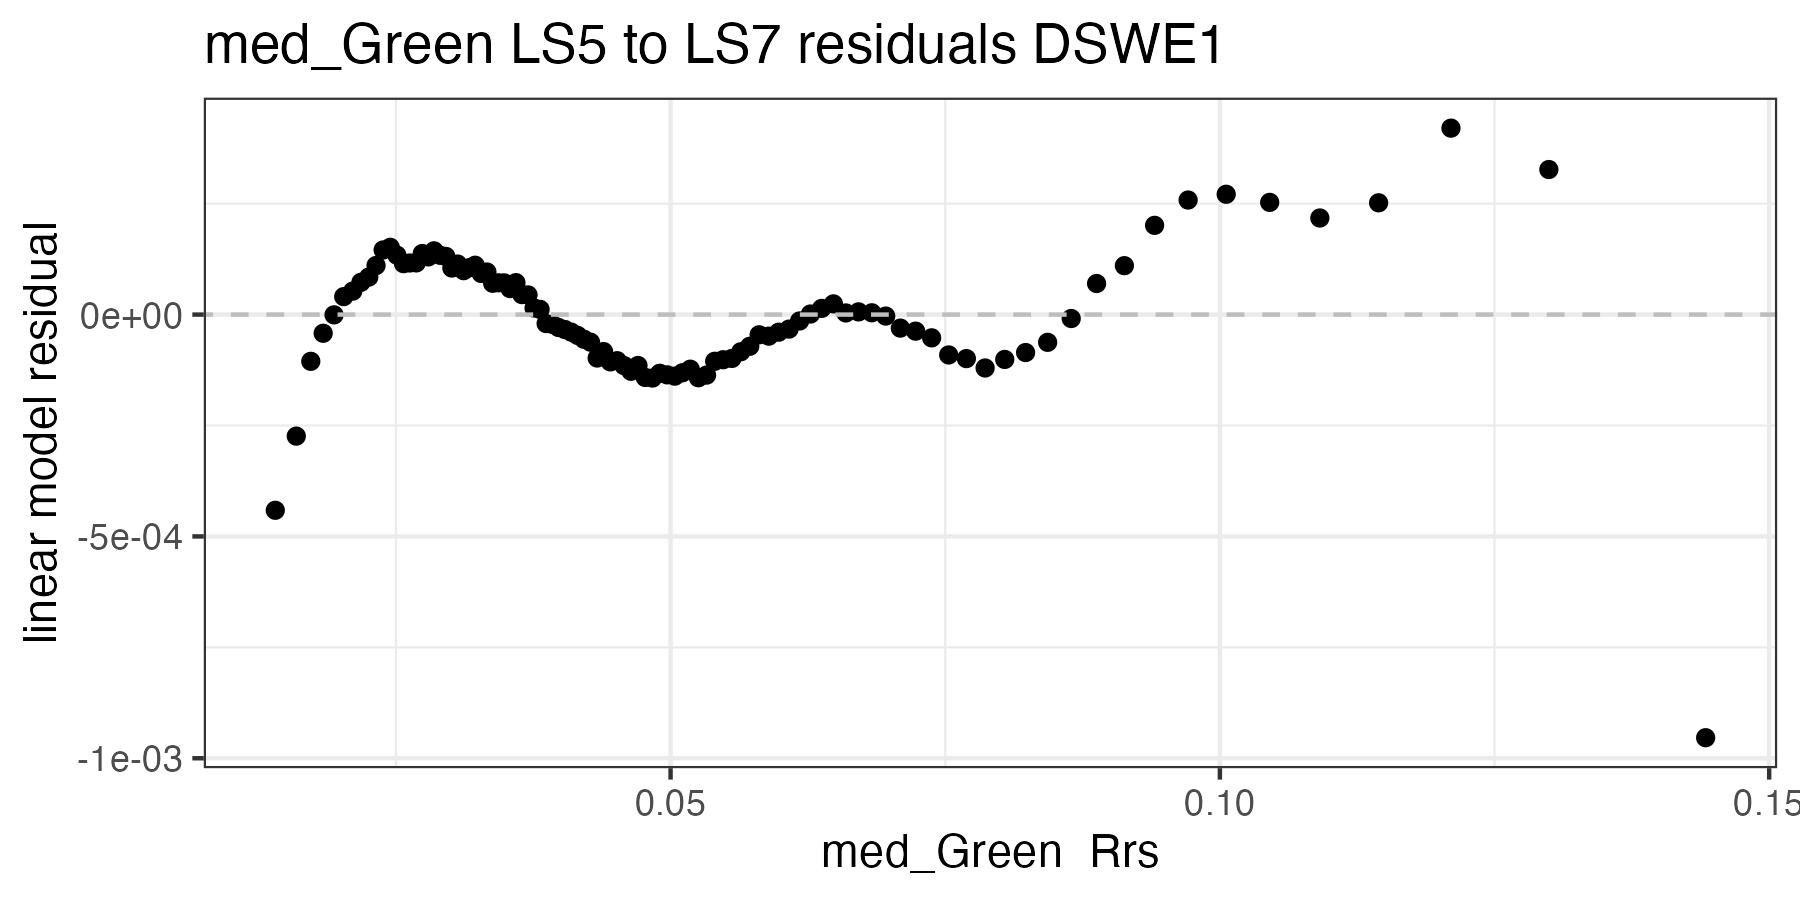 med_Green LS5 to LS7 residuals DSWE1
linear model residual
0e+00
-5e-04
-1e-03
0.05
0.10
0.15
med_Green  Rrs